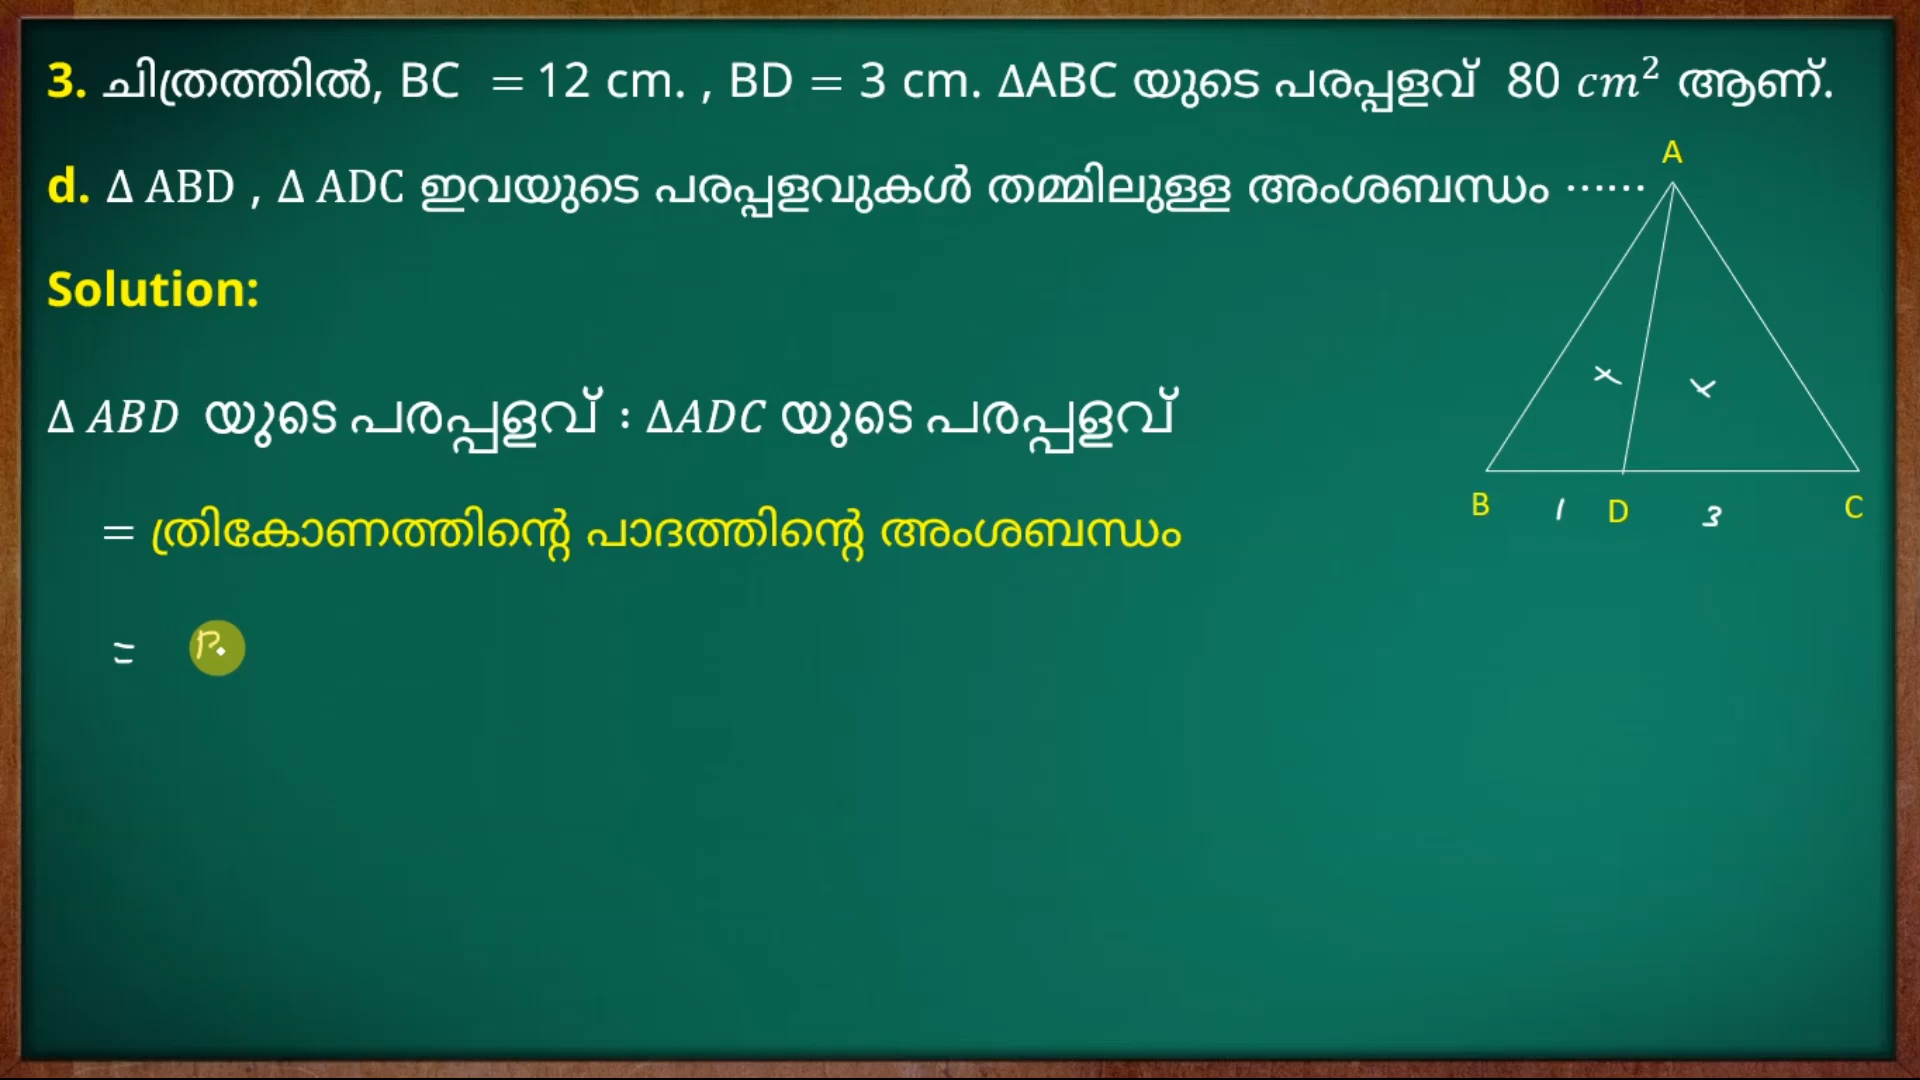 3. ചിത്രത്തിൽ, BC = 12 cm. , BD = 3 cm. ΔABC യുടെ പരപ്പളവ് 80 cm² ആണ്.
d. Δ ABD , Δ ADC ഇവയുടെ പരപ്പളവുകൾ തമ്മിലുള്ള അംശബന്ധം ……
A
Solution:
Δ ABD യുടെ പരപ്പളവ് : ΔADC യുടെ പരപ്പളവ്
B 1 D 3 C
= ത്രികോണത്തിന്റെ പാദത്തിന്റെ അംശബന്ധം
=